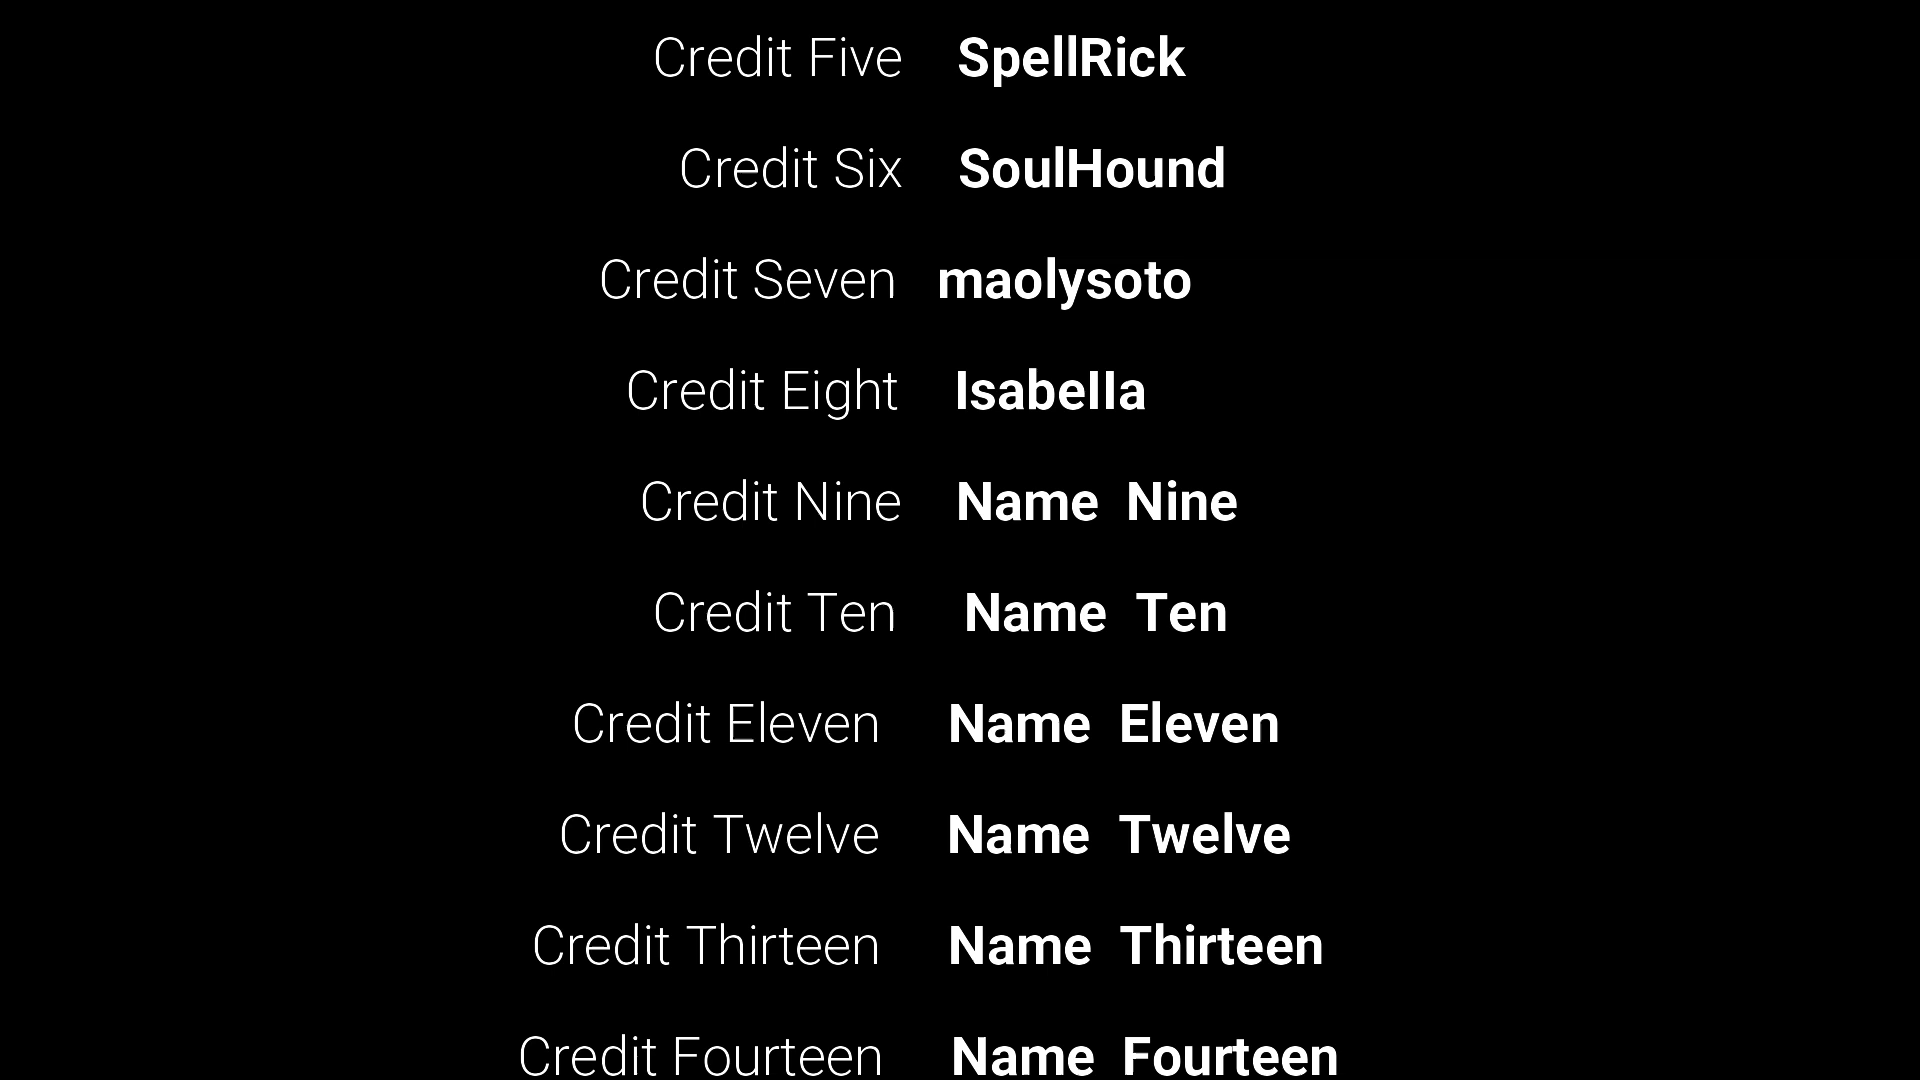 Credit Five SpellRick
Credit Six SoulHound
Credit Seven maolysoto
Credit Eight Isabella
Credit Nine Name Nine
Credit Ten Name Ten
Credit Eleven Name Eleven
Credit Twelve Name Twelve
Credit Thirteen Name Thirteen
Credit Fourteen Name Fourteen